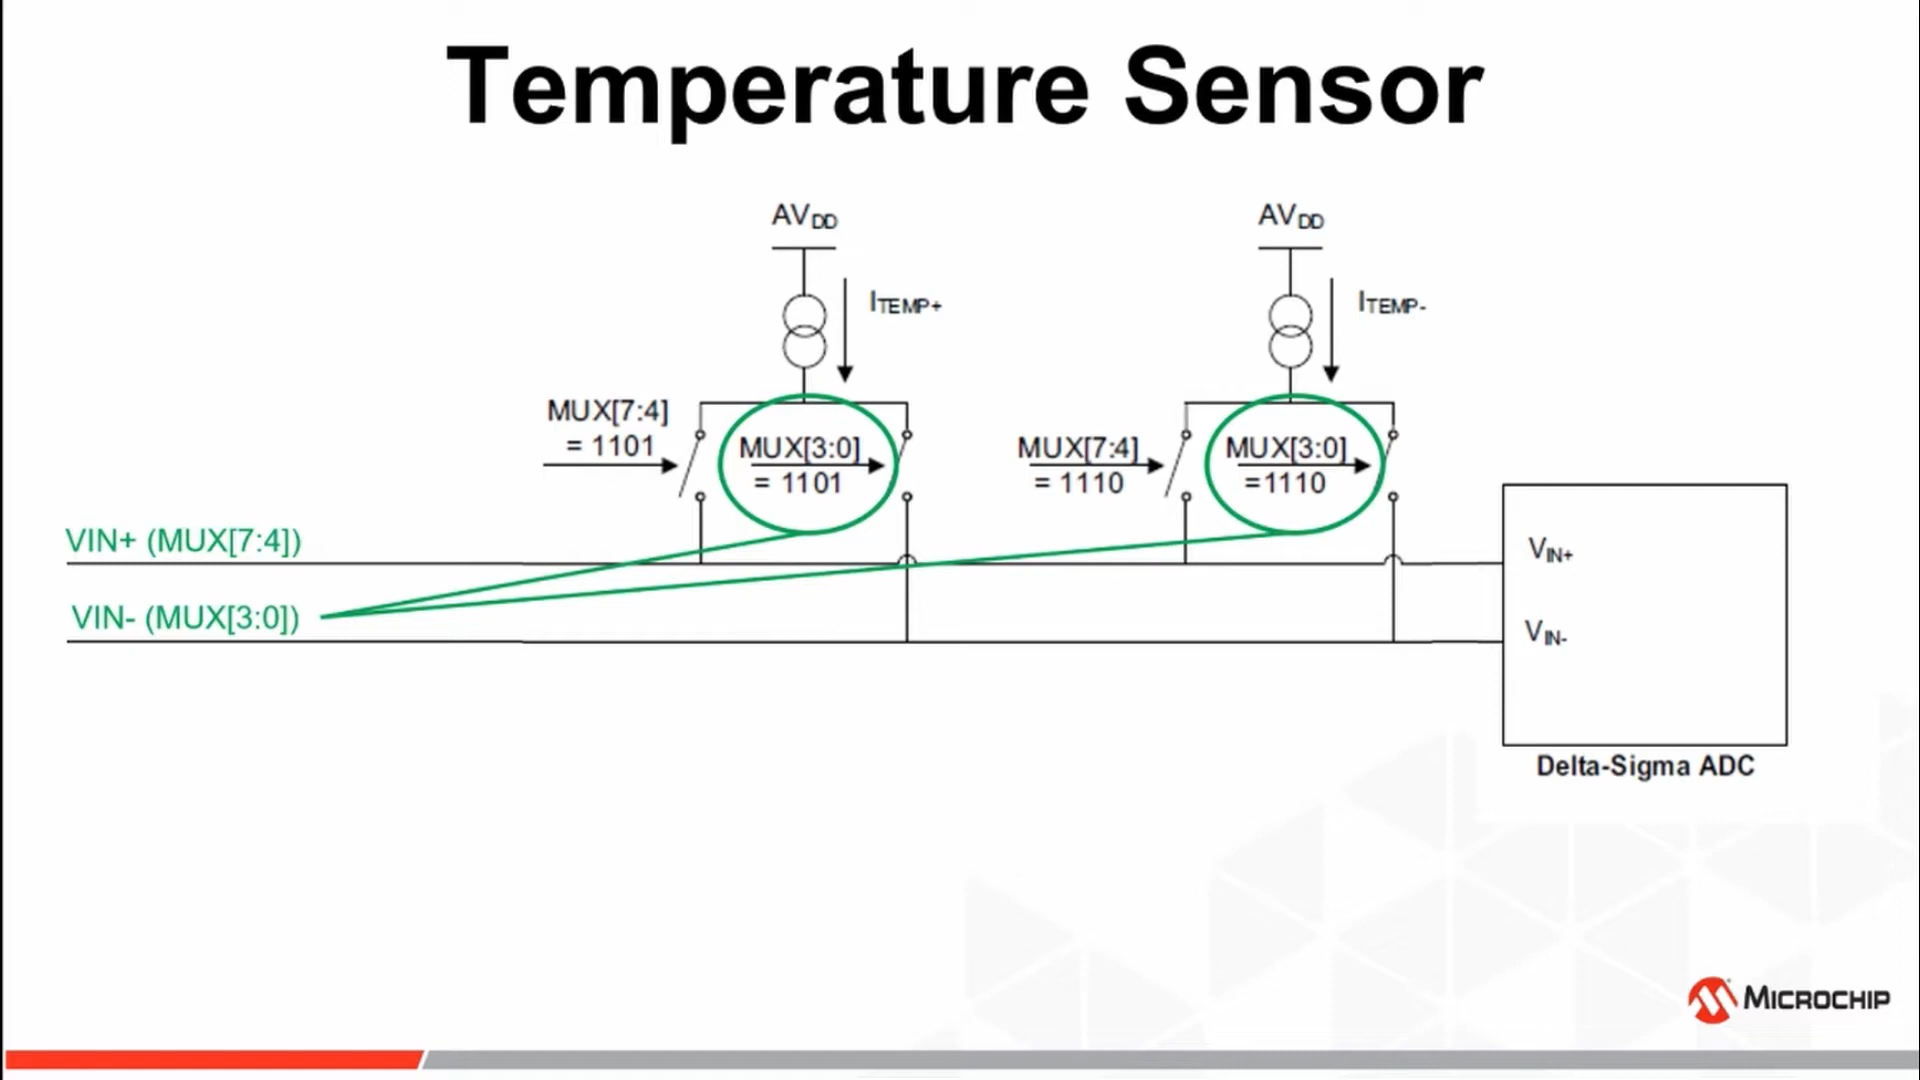 Temperature Sensor
AVDD
AVDD
ITEMP+
ITEMP-
MUX[7:4]
= 1101
MUX[3:0]
= 1101
MUX[7:4]
= 1110
MUX[3:0]
=1110
VIN+ (MUX[7:4])
VIN- (MUX[3:0])
VIN+
VIN-
Delta-Sigma ADC
MICROCHIP